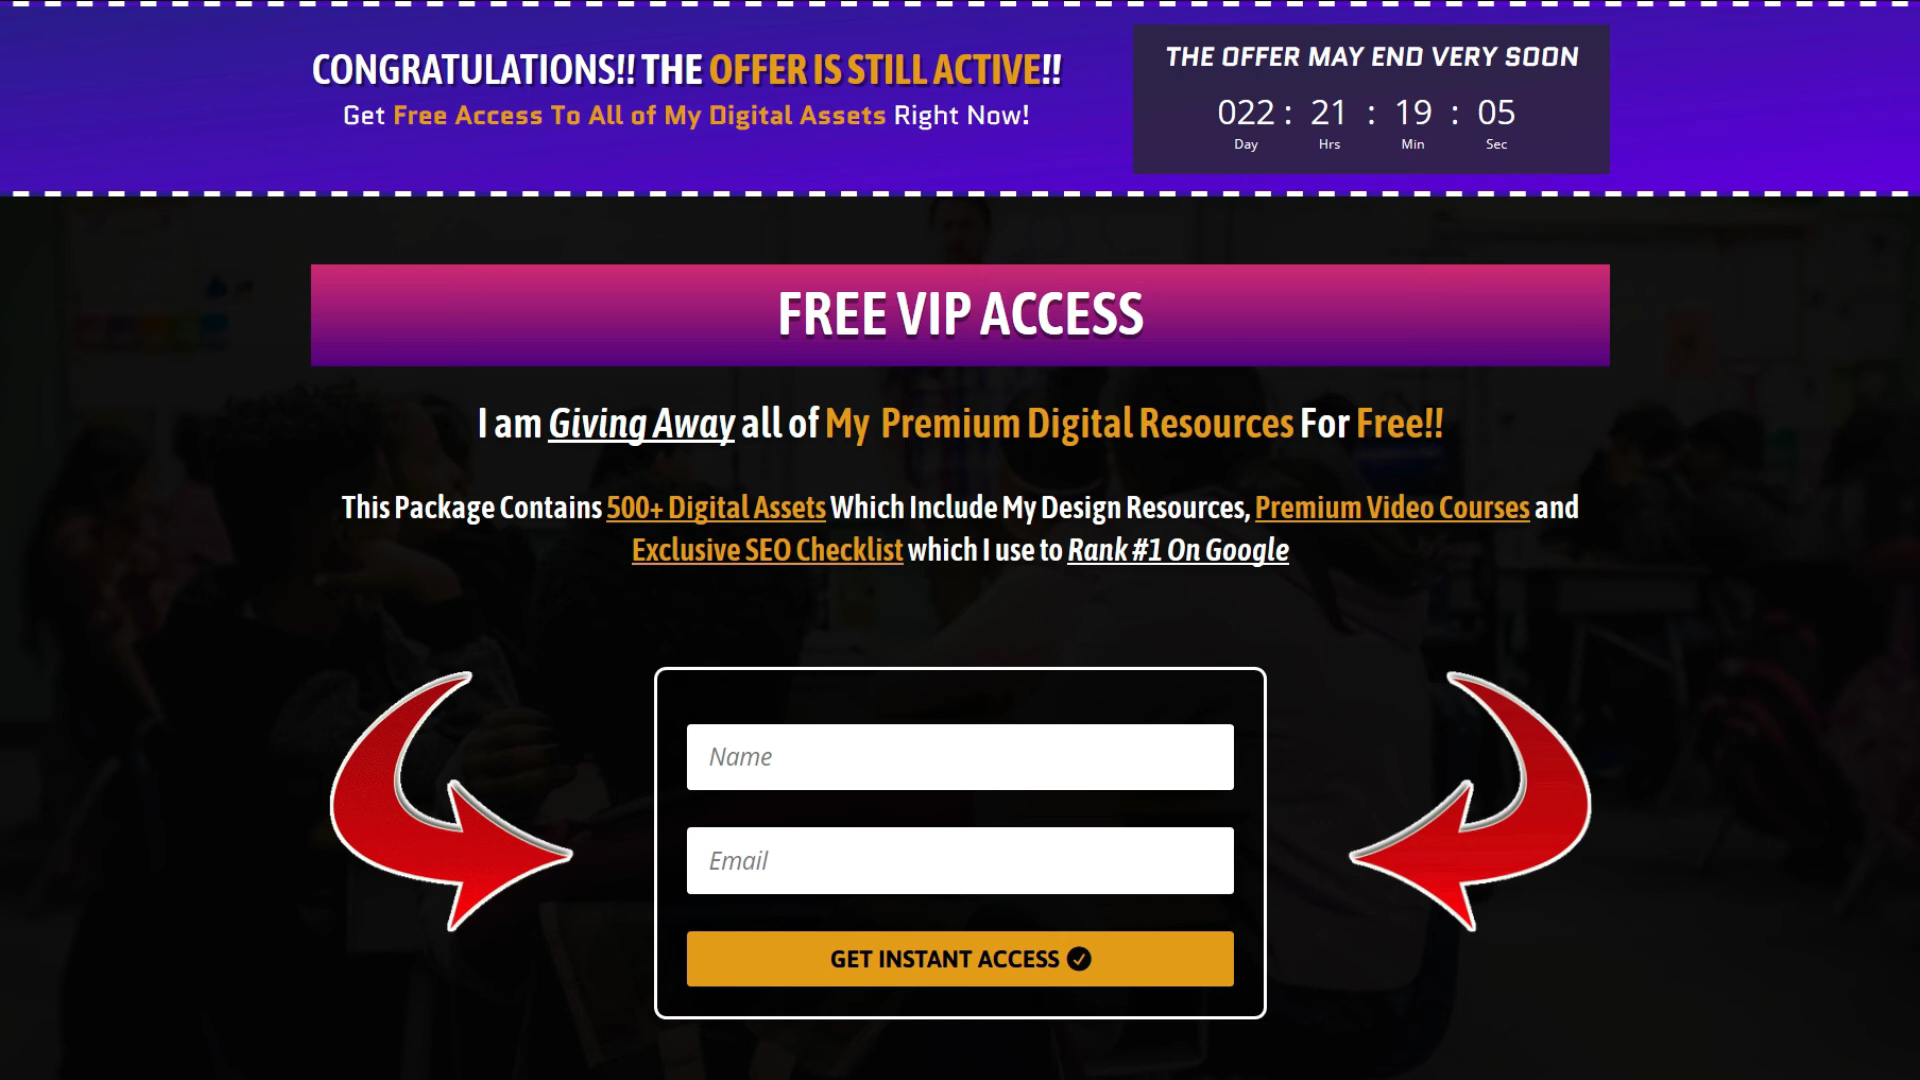 CONGRATULATIONS!! THE OFFER IS STILL ACTIVE!!
Get Free Access To All of My Digital Assets Right Now!
THE OFFER MAY END VERY SOON
022 : 21 : 19 : 05
Day Hrs Min Sec
FREE VIP ACCESS
I am Giving Away all of My Premium Digital Resources For Free!!
This Package Contains 500+ Digital Assets Which Include My Design Resources, Premium Video Courses and
Exclusive SEO Checklist which I use to Rank #1 On Google
Name
Email
GET INSTANT ACCESS